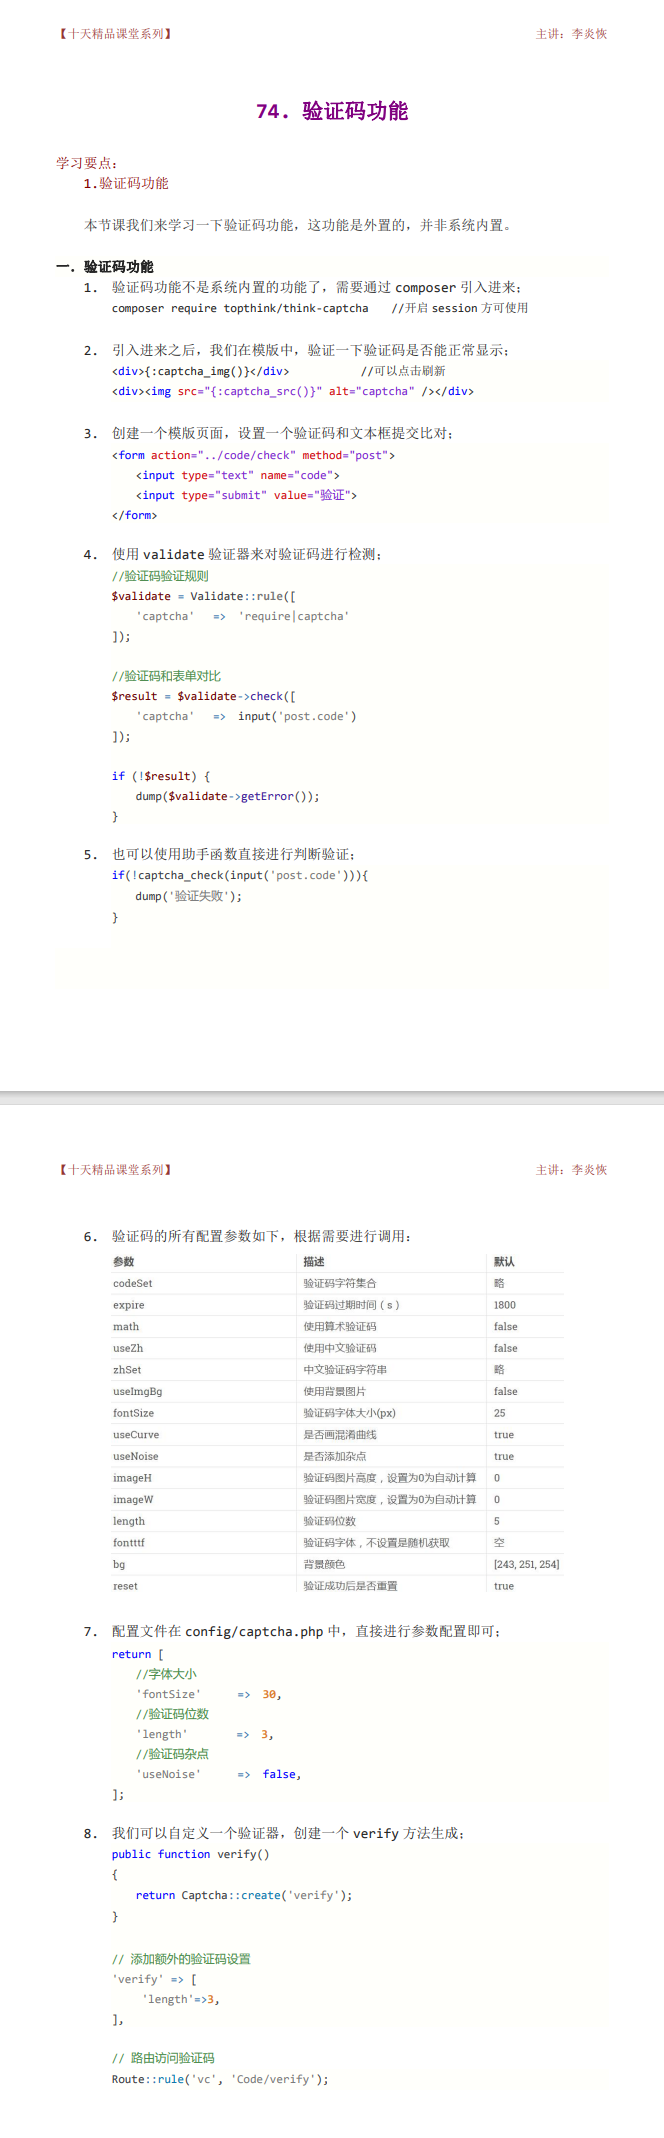 【十天精品课堂系列】 主讲：李炎恢
74．验证码功能
学习要点：
1.验证码功能
本节课我们来学习一下验证码功能，这功能是外置的，并非系统内置。
一．验证码功能
1. 验证码功能不是系统内置的功能了，需要通过 composer 引入进来；
composer require topthink/think-captcha //开启 session 方可使用
2. 引入进来之后，我们在模版中，验证一下验证码是否能正常显示；
<div>{:captcha_img()}</div> //可以点击刷新
<div><img src="{:captcha_src()}" alt="captcha" /></div>
3. 创建一个模版页面，设置一个验证码和文本框提交比对；
<form action="../code/check" method="post">
<input type="text" name="code">
<input type="submit" value="验证">
</form>
4. 使用 validate 验证器来对验证码进行检测；
//验证码验证规则
$validate = Validate::rule([
'captcha' => 'require|captcha'
]);
//验证码和表单对比
$result = $validate->check([
'captcha' => input('post.code')
]);
if (!$result) {
dump($validate->getError());
}
5. 也可以使用助手函数直接进行判断验证；
if(!captcha_check(input('post.code'))){
dump('验证失败');
}
【十天精品课堂系列】 主讲：李炎恢
6. 验证码的所有配置参数如下，根据需要进行调用：
参数 描述 默认
codeSet 验证码字符集合 略
expire 验证码过期时间（s） 1800
math 使用算术验证码 false
useZh 使用中文验证码 false
zhSet 中文验证码字符串 略
useImgBg 使用背景图片 false
fontSize 验证码字体大小(px) 25
useCurve 是否画混淆曲线 true
useNoise 是否添加杂点 true
imageH 验证码图片高度，设置为0为自动计算 0
imageW 验证码图片宽度，设置为0为自动计算 0
length 验证码位数 5
fontttf 验证码字体，不设置是随机获取 空
bg 背景颜色 [243, 251, 254]
reset 验证成功后是否重置 true
7. 配置文件在 config/captcha.php 中，直接进行参数配置即可；
return [
//字体大小
'fontSize' => 30,
//验证码位数
'length' => 3,
//验证码杂点
'useNoise' => false,
];
8. 我们可以自定义一个验证器，创建一个 verify 方法生成；
public function verify()
{
return Captcha::create('verify');
}
// 添加额外的验证码设置
'verify' => [
'length'=>3,
],
// 路由访问验证码
Route::rule('vc', 'Code/verify');